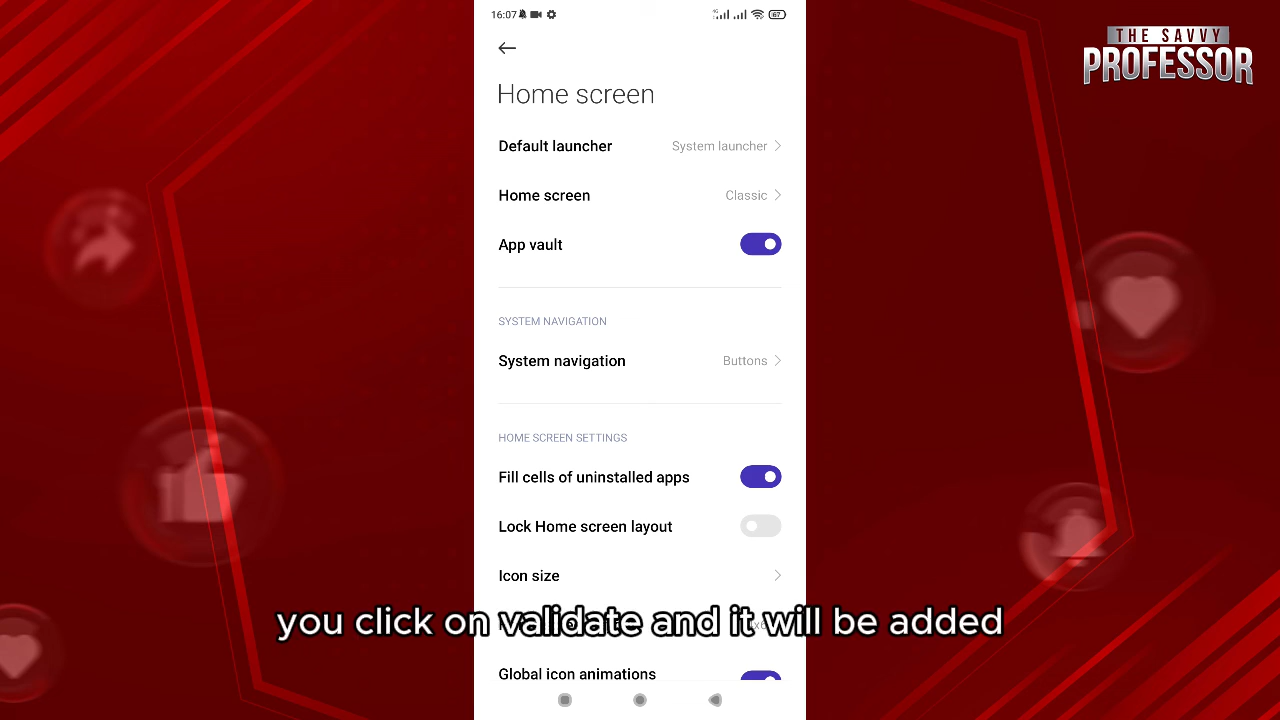 16:07
4G
67
THE SAVVY
PROFESSOR
Home screen
Default launcher System launcher
Home screen Classic
App vault
SYSTEM NAVIGATION
System navigation Buttons
HOME SCREEN SETTINGS
Fill cells of uninstalled apps
Lock Home screen layout
Icon size
you click on validate and it will be added
Global icon animations